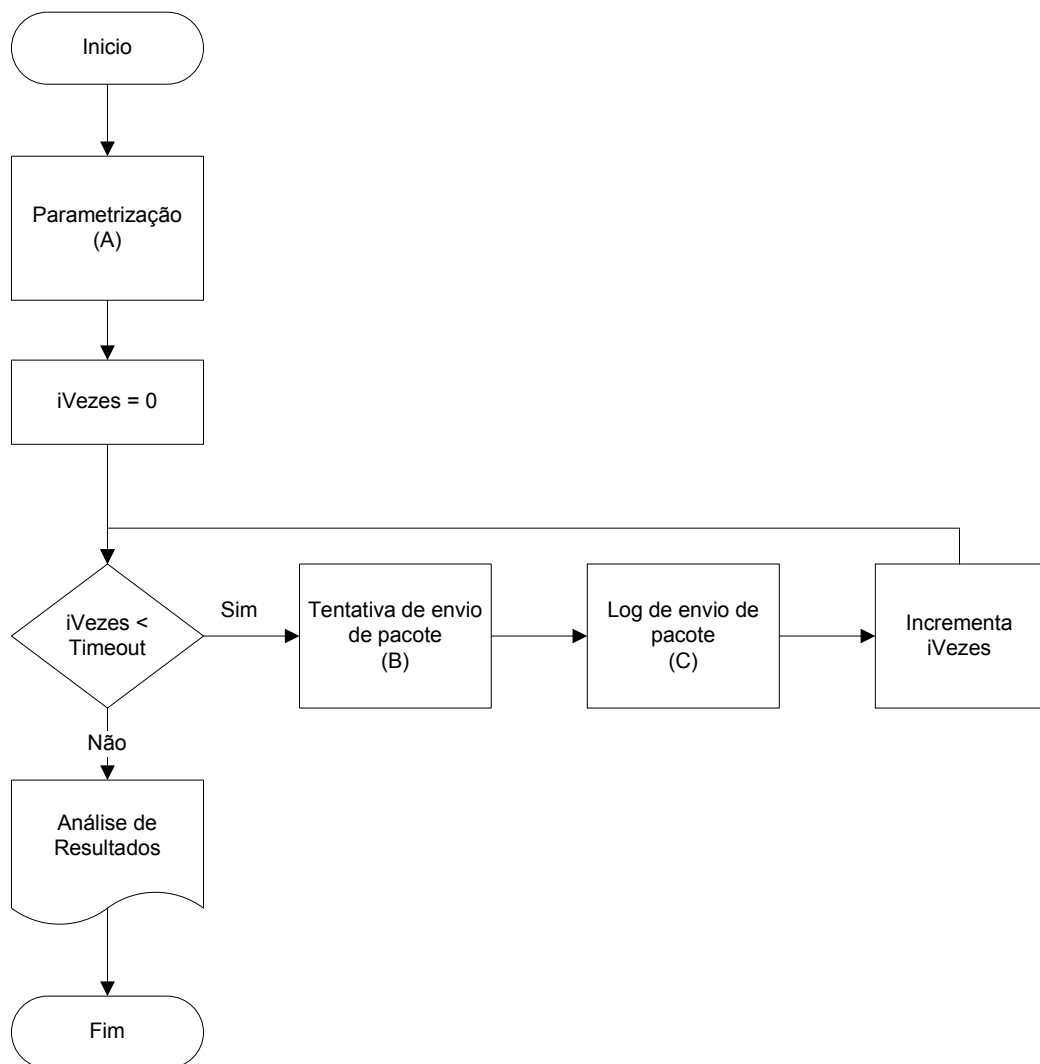 Inicio
Parametrização
(A)
iVezes = 0
iVezes <
Timeout
Sim
Tentativa de envio
de pacote
(B)
Log de envio de
pacote
(C)
Incrementa
iVezes
Não
Análise de
Resultados
Fim